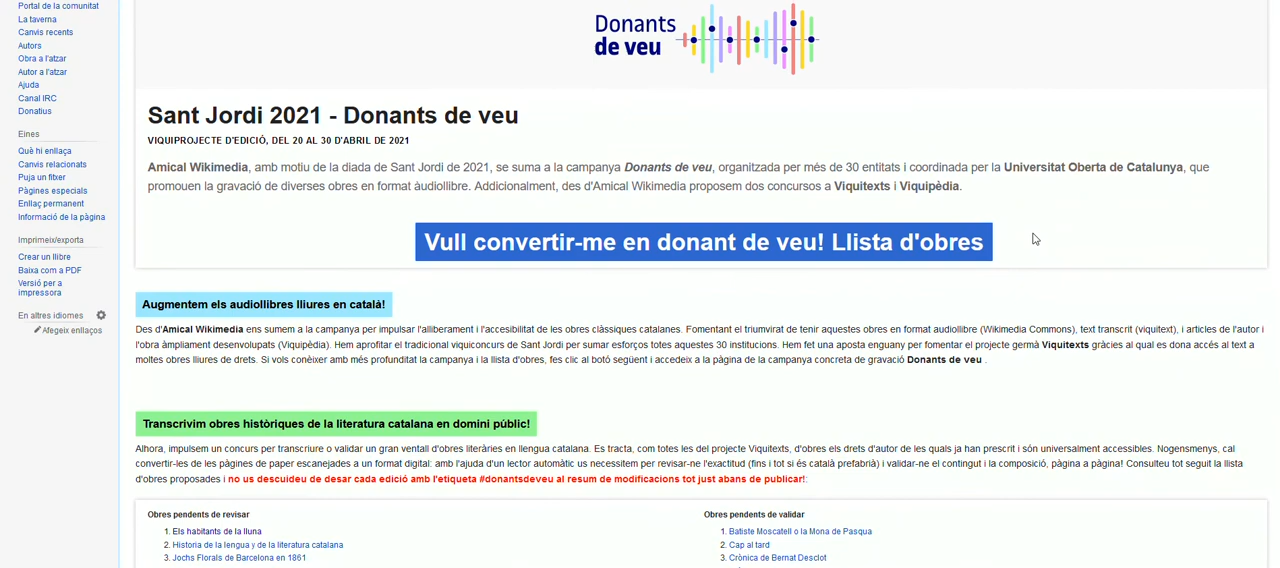 Portal de la comunitat
La taverna
Canvis recents
Autors
Obra a l'atzar
Autor a l'atzar
Ajuda
Canal IRC
Donatius
Eines
Què hi enllaça
Canvis relacionats
Puja un fitxer
Pàgines especials
Enllaç permanent
Informació de la pàgina
Imprimeix/exporta
Crear un llibre
Baixa com a PDF
Versió per a
impressora
En altres idiomes
Afegeix enllaços
Donants
de veu
Sant Jordi 2021 - Donants de veu
VIQUIPROJECTE D'EDICIÓ, DEL 20 AL 30 D'ABRIL DE 2021
Amical Wikimedia, amb motiu de la diada de Sant Jordi de 2021, se suma a la campanya Donants de veu, organitzada per més de 30 entitats i coordinada per la Universitat Oberta de Catalunya, que
promouen la gravació de diverses obres en format àudiollibre. Addicionalment, des d'Amical Wikimedia proposem dos concursos a Viquitexts i Viquipèdia.
Vull convertir-me en donant de veu! Llista d'obres
Augmentem els audiollibres lliures en català!
Des d'Amical Wikimedia ens sumem a la campanya per impulsar l'alliberament i l'accesibilitat de les obres clàssiques catalanes. Fomentant el triumvirat de tenir aquestes obres en format audiollibre (Wikimedia Commons), text transcrit (viquitext), i articles de l'autor i
l'obra àmpliament desenvolupats (Viquipèdia). Hem aprofitar el tradicional viquiconcurs de Sant Jordi per sumar esforços totes aquestes 30 institucions. Hem fet una aposta enguany per fomentar el projecte germà Viquitexts gràcies al qual es dona accés al text a
moltes obres lliures de drets. Si vols conèixer amb més profunditat la campanya i la llista d'obres, fes clic al botó següent i accedeix a la pàgina de la campanya concreta de gravació Donants de veu .
Transcrivim obres històriques de la literatura catalana en domini públic!
Alhora, impulsem un concurs per transcriure o validar un gran ventall d'obres literàries en llengua catalana. Es tracta, com totes les del projecte Viquitexts, d'obres els drets d'autor de les quals ja han prescrit i són universalment accessibles. Nogensmenys, cal
convertir-les de les pàgines de paper escanejades a un format digital: amb l'ajuda d'un lector automàtic us necessitem per revisar-ne l'exactitud (fins i tot si és català prefabrià) i validar-ne el contingut i la composició, pàgina a pàgina! Consulteu tot seguit la llista
d'obres proposades i no us descuideu de desar cada edició amb l'etiqueta #donantsdeveu al resum de modificacions tot just abans de publicar!:
Obres pendents de revisar
1. Els habitants de la lluna
2. Historia de la lengua y de la literatura catalana
3. Jochs Florals de Barcelona en 1861
Obres pendents de validar
1. Batiste Moscatell o la Mona de Pasqua
2. Cap al tard
3. Crònica de Bernat Desclot